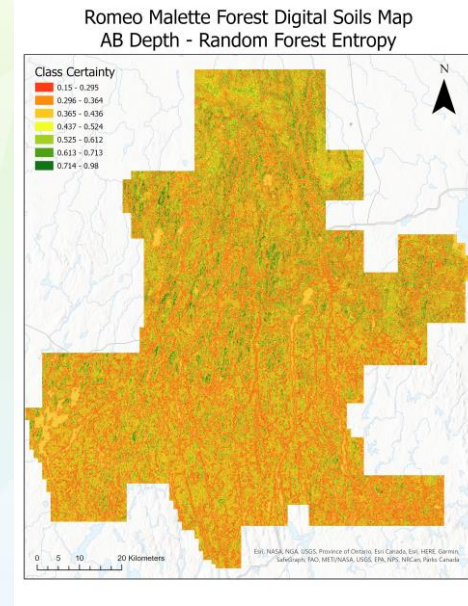 Romeo Malette Forest Digital Soils Map
AB Depth - Random Forest Entropy
Class Certainty
0.15 - 0.295
0.296 - 0.364
0.365 - 0.436
0.437 - 0.524
0.525 - 0.612
0.613 - 0.713
0.714 - 0.98
N
0 5 10 20 Kilometers
Esri, NASA, NGA, USGS, Province of Ontario, Esri Canada, Esri, HERE, Garmin,
SafeGraph, FAO, METI/NASA, USGS, EPA, NPS, NRCan, Parks Canada